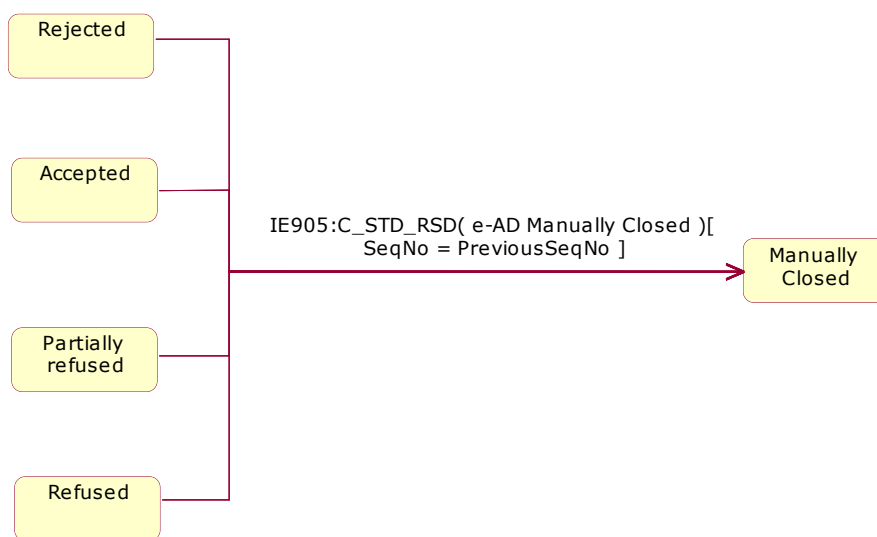 Rejected
Accepted
IE905:C_STD_RSD( e-AD Manually Closed )[
SeqNo = PreviousSeqNo ]
Manually
Closed
Partially
refused
Refused